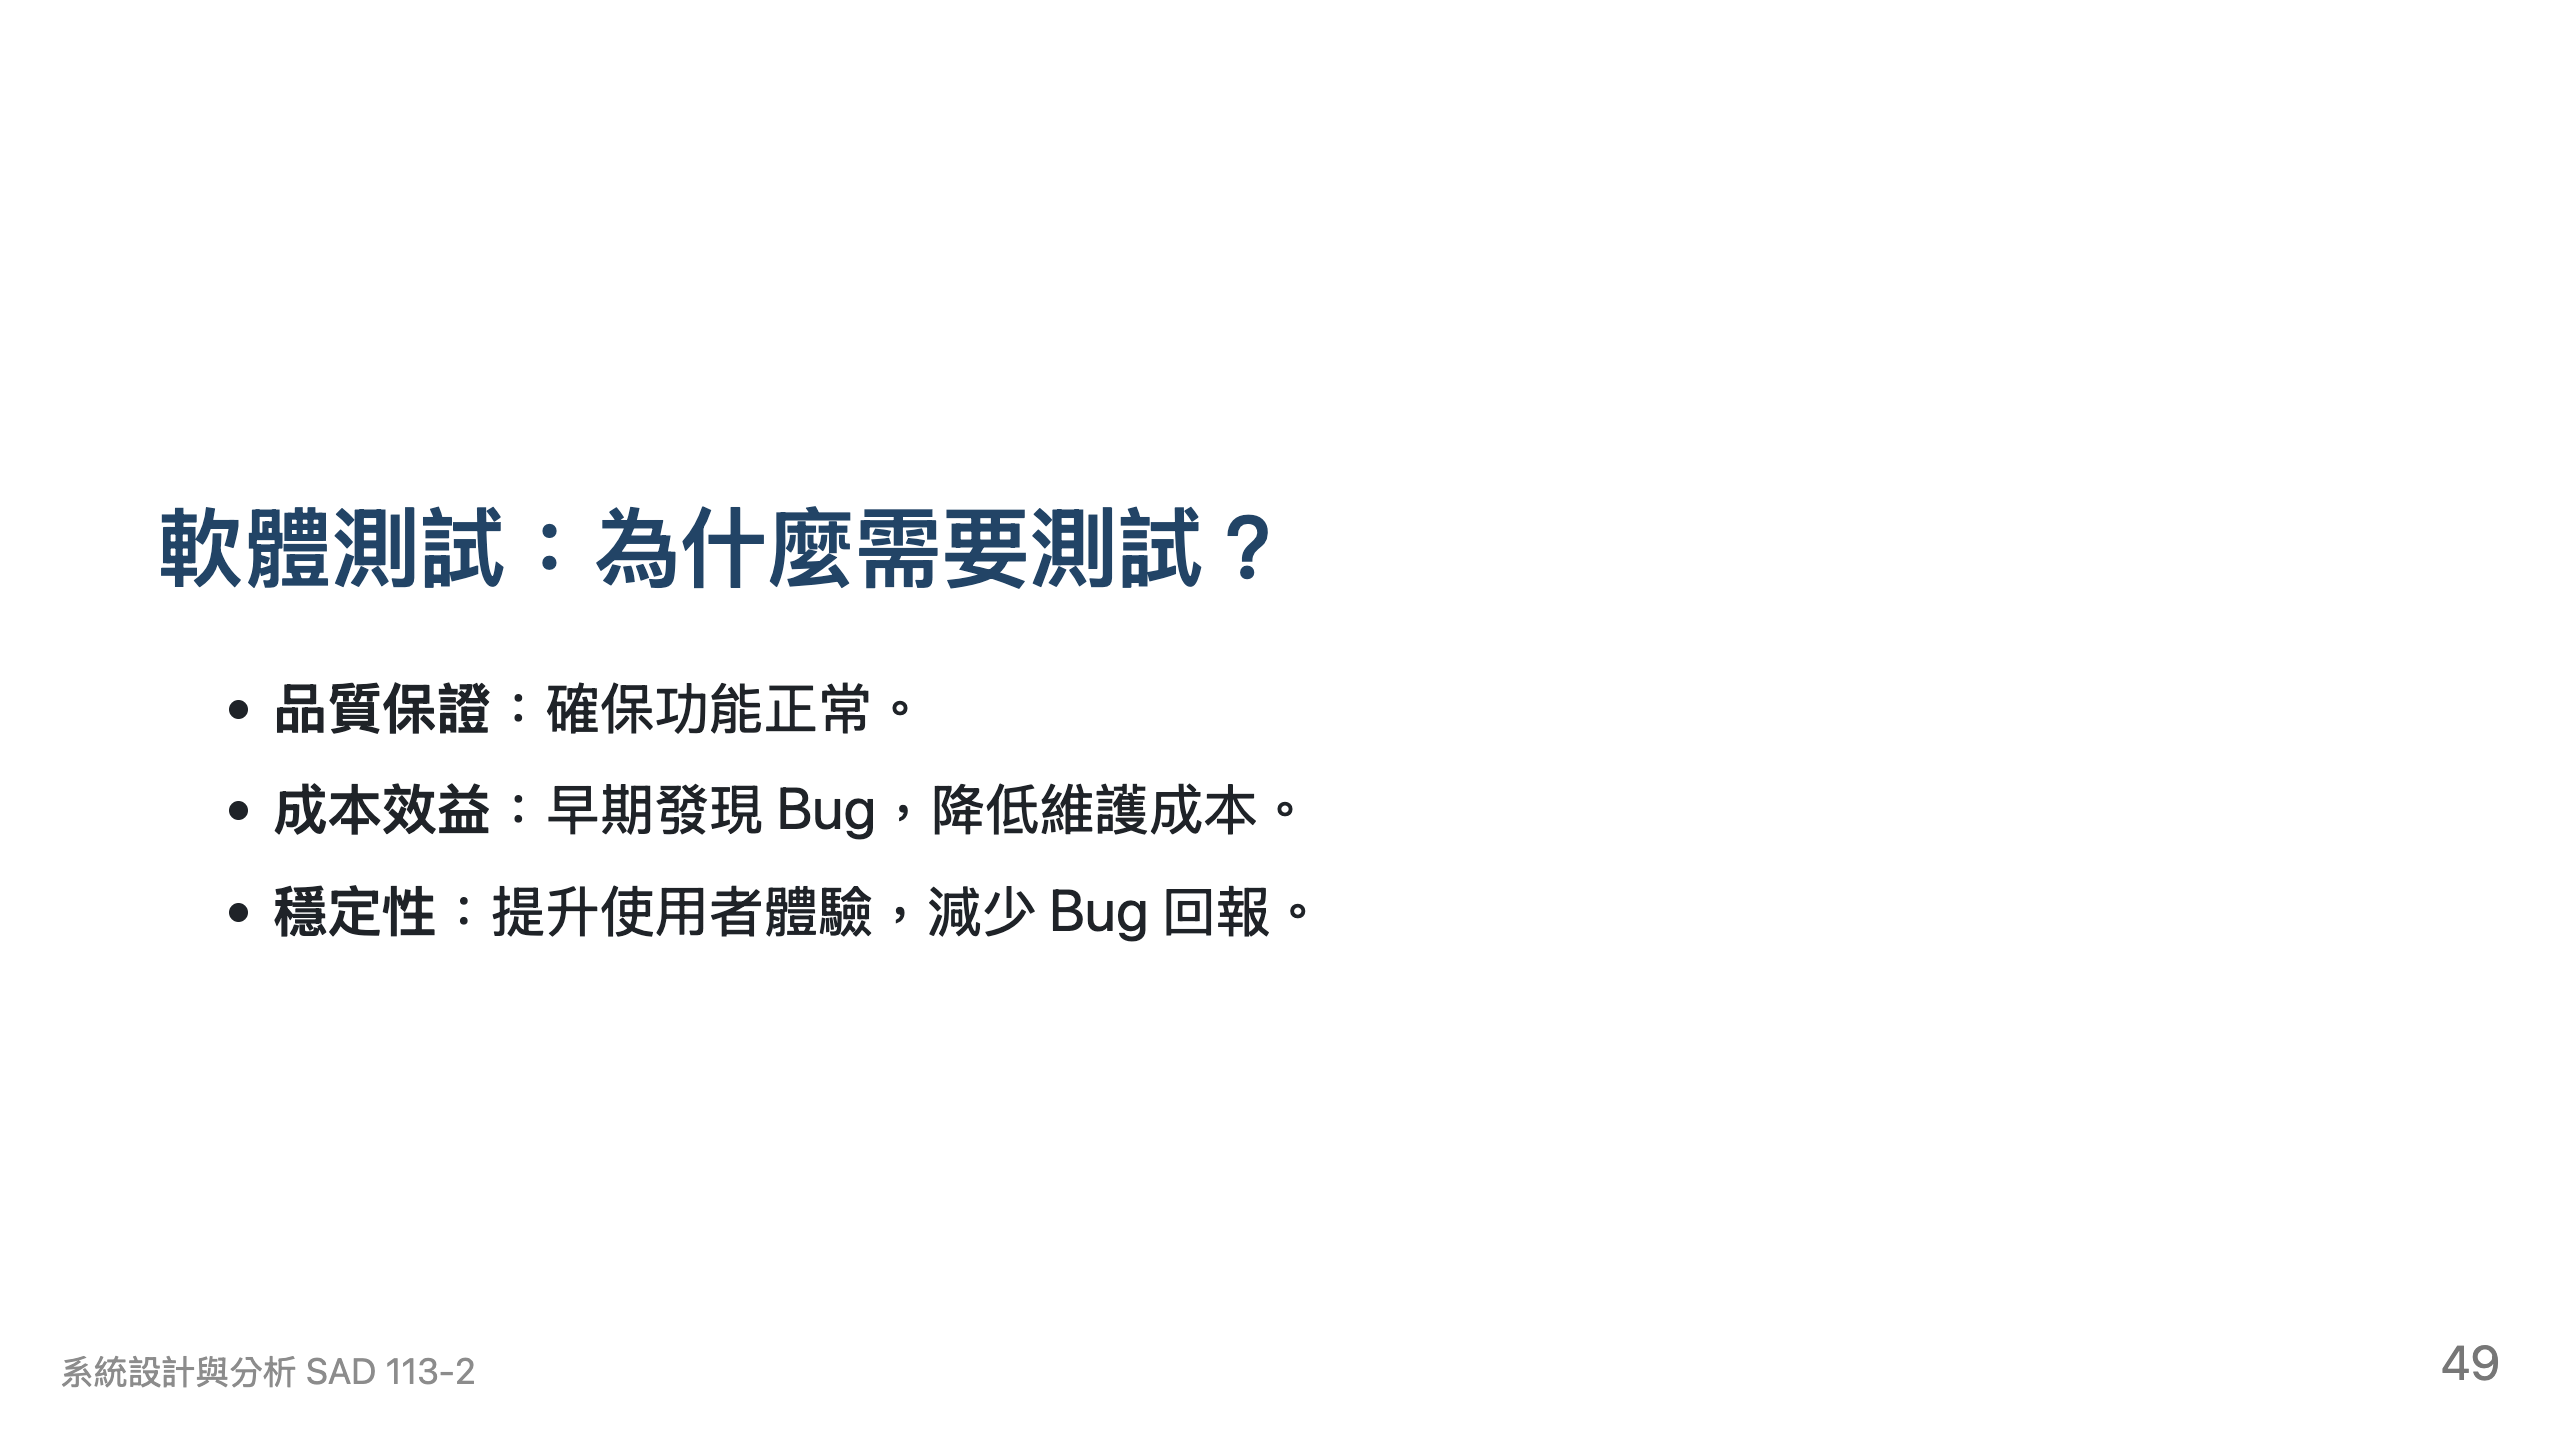 軟體測試：為什麼需要測試？
• 品質保證：確保功能正常。
• 成本效益：早期發現 Bug，降低維護成本。
• 穩定性：提升使用者體驗，減少 Bug 回報。
系統設計與分析 SAD 113-2
49